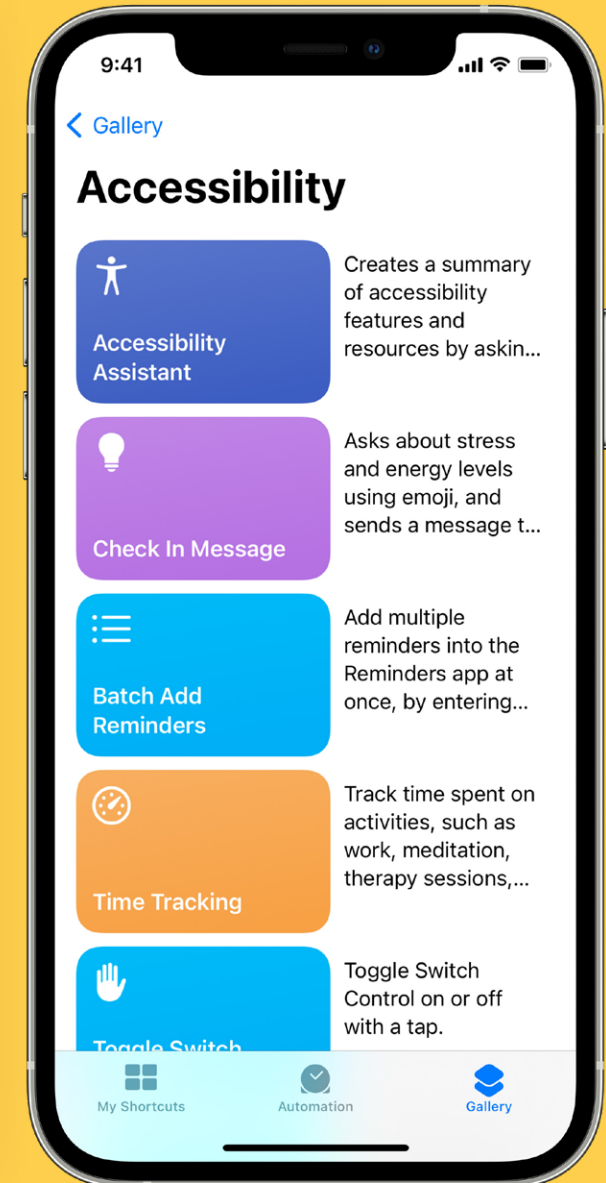 9:41
Gallery
Accessibility
Accessibility
Assistant
Creates a summary
of accessibility
features and
resources by askin...
Check In Message
Asks about stress
and energy levels
using emoji, and
sends a message t...
Batch Add
Reminders
Add multiple
reminders into the
Reminders app at
once, by entering...
Time Tracking
Track time spent on
activities, such as
work, meditation,
therapy sessions,...
Toggle Switch
Toggle Switch
Control on or off
with a tap.
My Shortcuts
Automation
Gallery